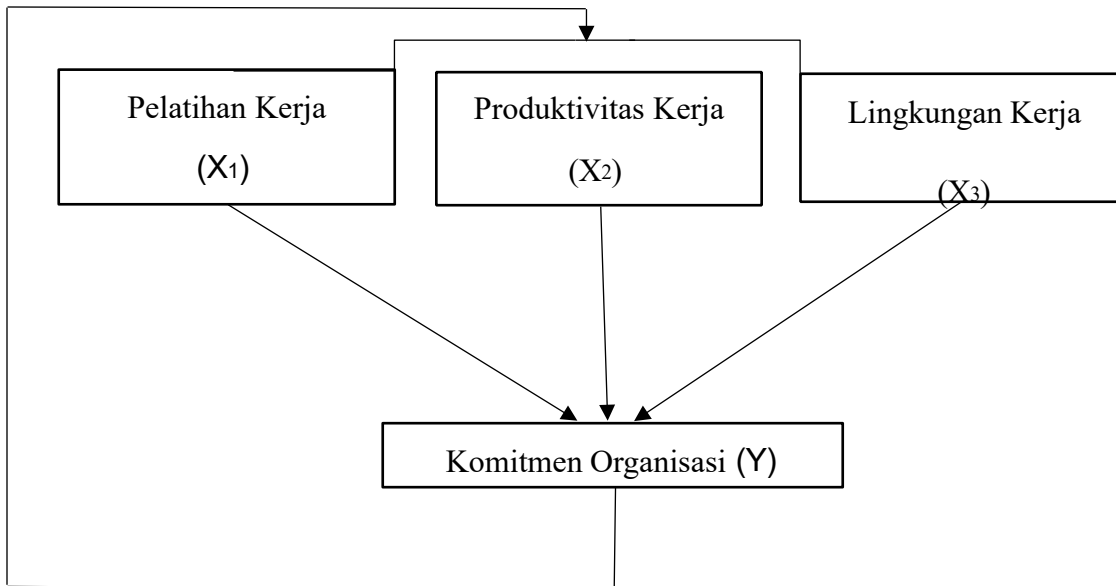 Pelatihan Kerja
(X1)
Produktivitas Kerja
(X2)
Lingkungan Kerja
(X3)
Komitmen Organisasi (Y)